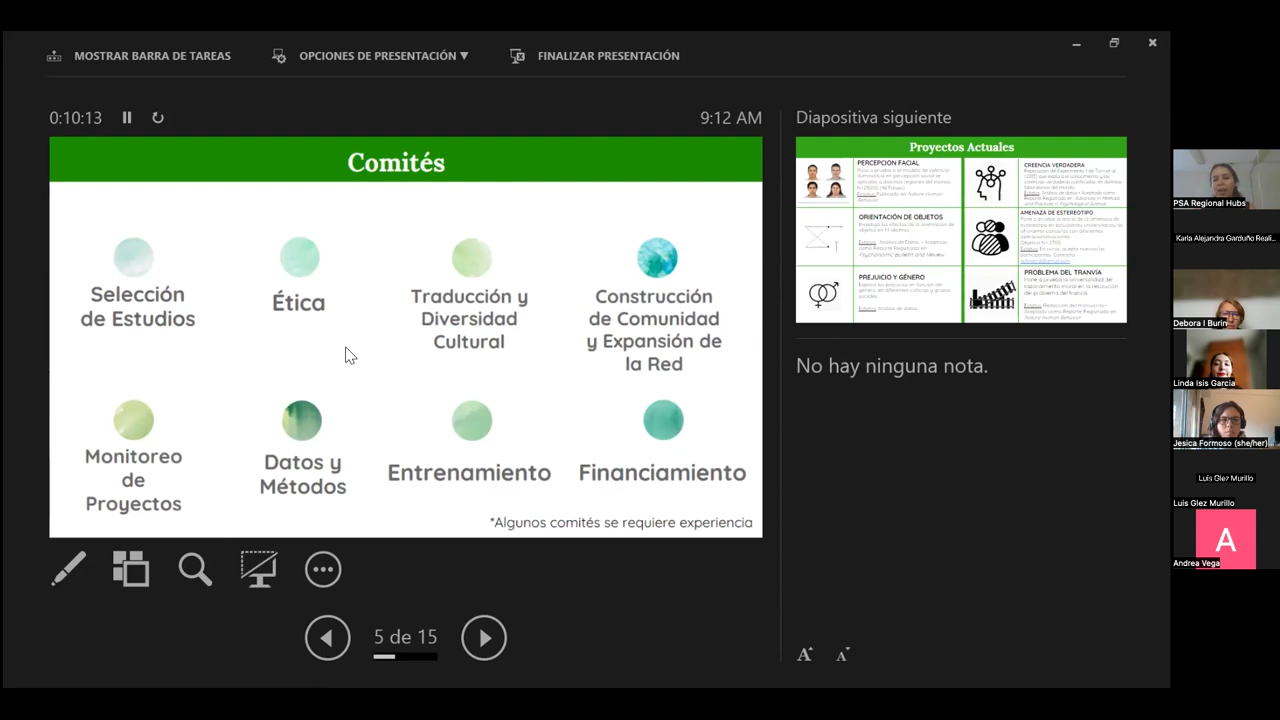 MOSTRAR BARRA DE TAREAS
OPCIONES DE PRESENTACIÓN ▼
FINALIZAR PRESENTACIÓN
0:10:13
9:12 AM
Comités
Selección
de Estudios
Ética
Traducción y
Diversidad
Cultural
Construcción
de Comunidad
y Expansión de
la Red
Monitoreo
de
Proyectos
Datos y
Métodos
Entrenamiento
Financiamiento
*Algunos comités se requiere experiencia
5 de 15
Diapositiva siguiente
Proyectos Actuales
PERCEPCION FACIAL
CREENCIA VERDADERA
ORIENTACIÓN DE OBJETOS
AMENAZA DE ESTEREOTIPO
PREJUICIO Y GÉNERO
PROBLEMA DEL TRANVÍA
No hay ninguna nota.
A A
PSA Regional Hubs
Karla Alejandra Garduño Reali...
Debora I Burin
Linda Isis Garcia
Jesica Formoso (she/her)
Luis Glez Murillo
Luis Glez Murillo
A
Andrea Vega